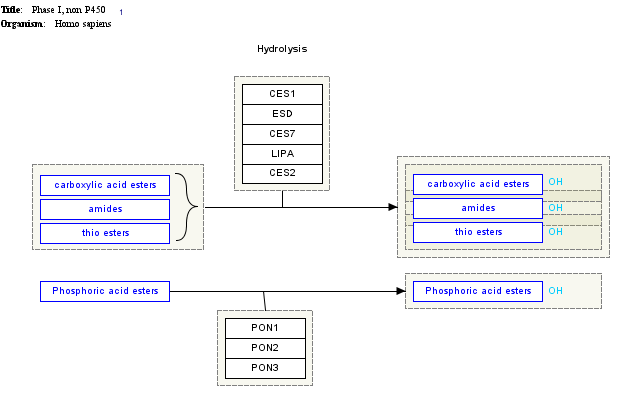 Title: Phase I, non P450 1
Organism: Homo sapiens
Hydrolysis
CES1
ESD
CES7
LIPA
CES2
carboxylic acid esters
amides
thio esters
carboxylic acid esters OH
amides OH
thio esters OH
Phosphoric acid esters
Phosphoric acid esters OH
PON1
PON2
PON3